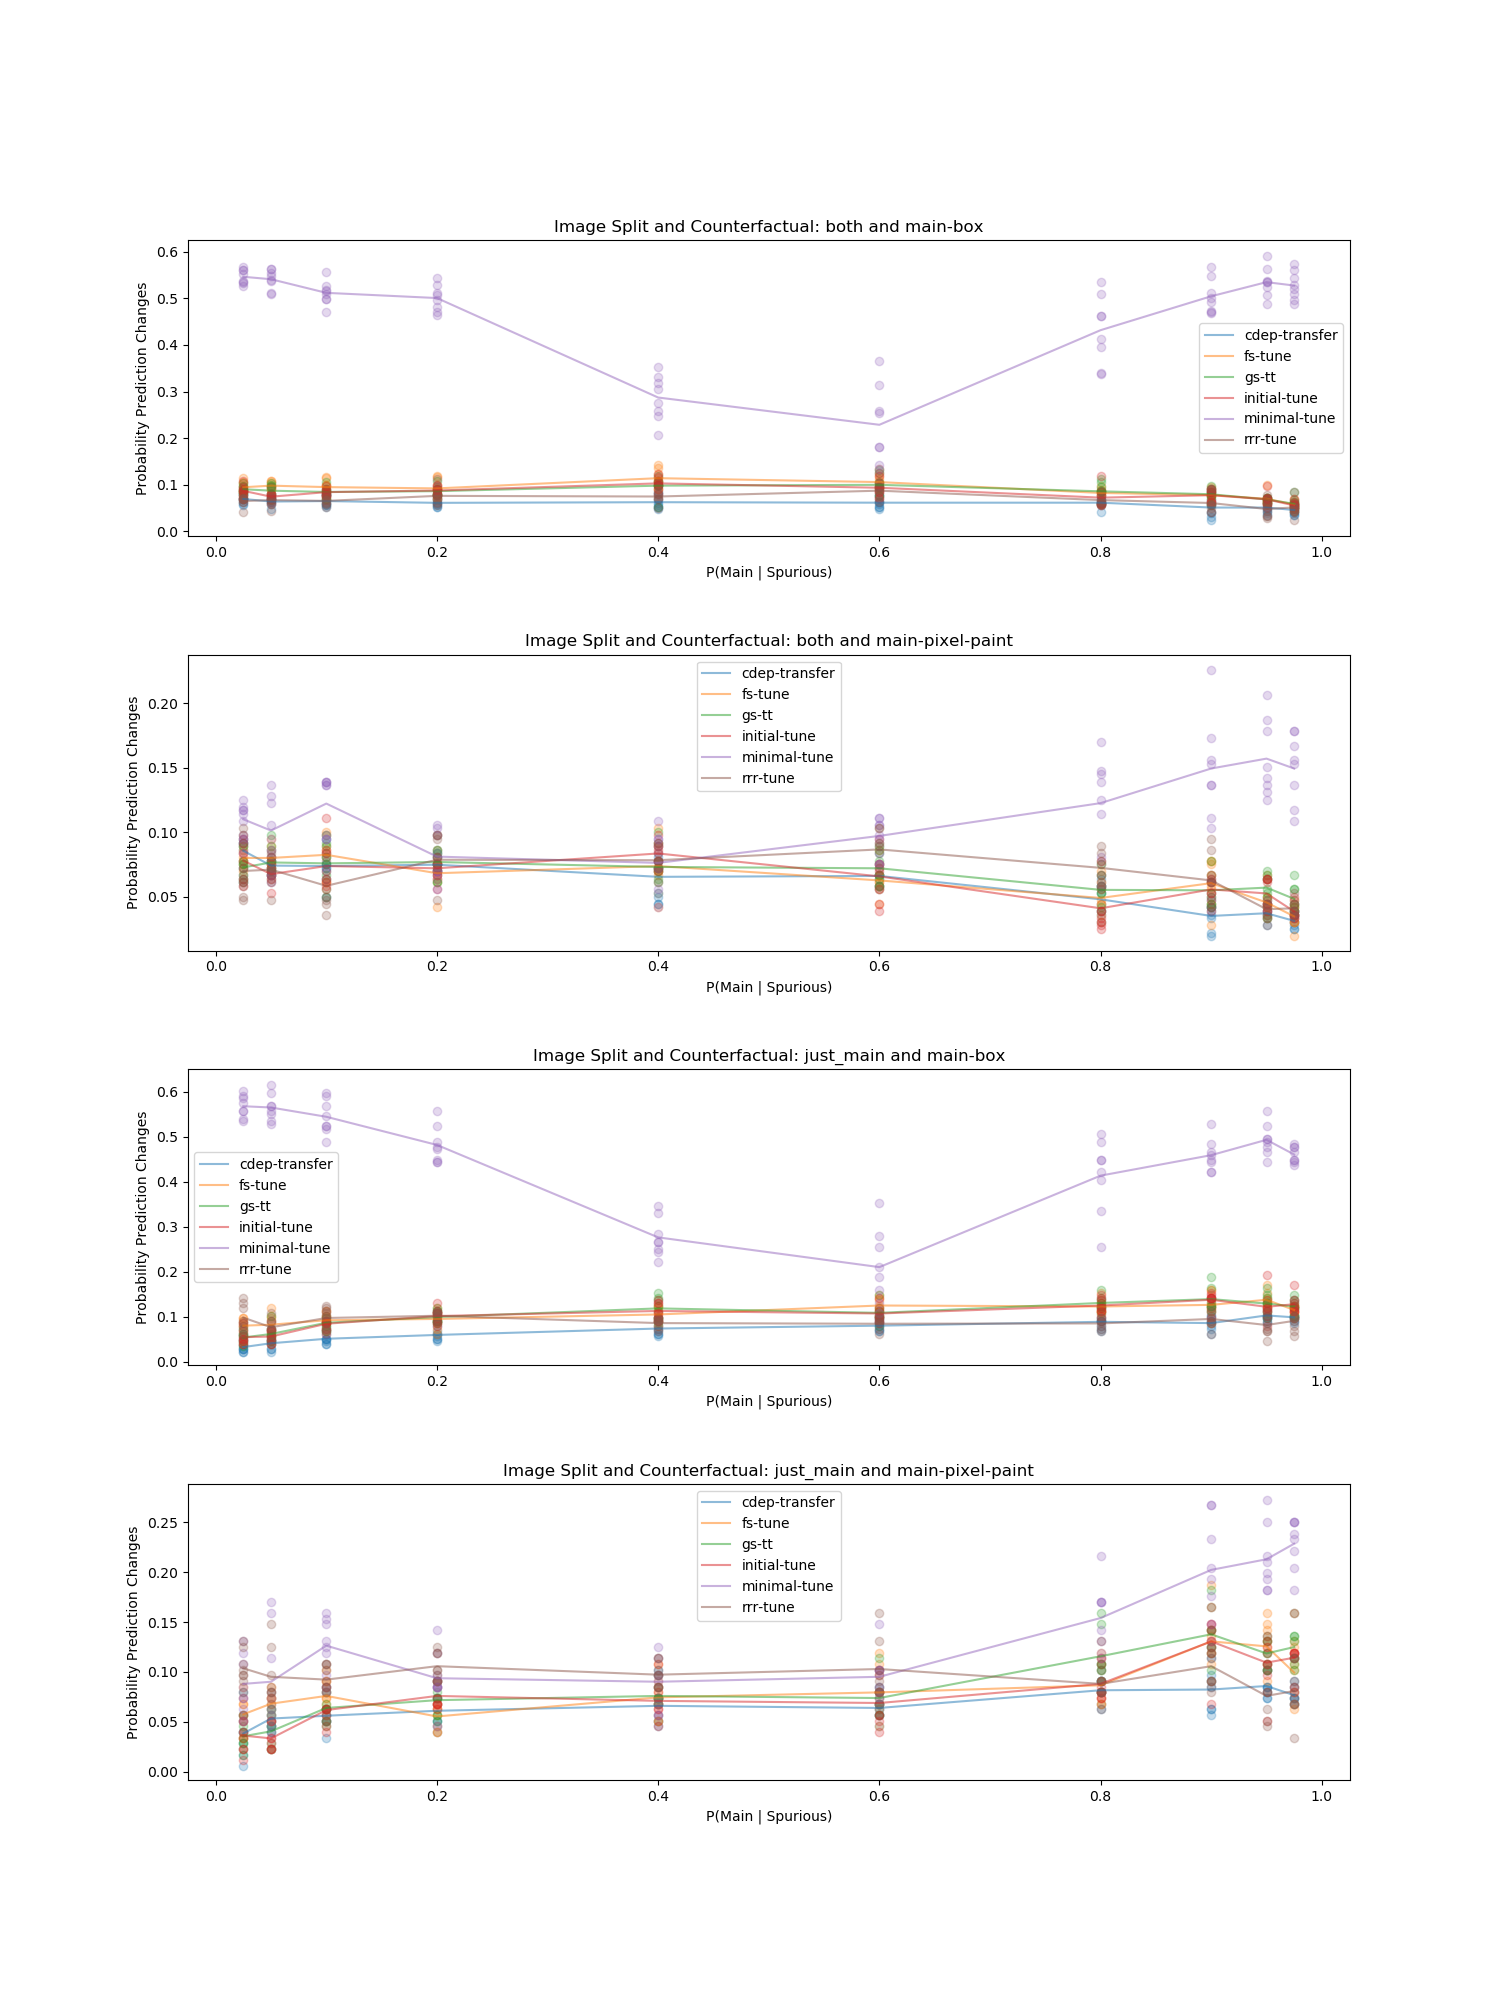 Image Split and Counterfactual: both and main-box
Probability Prediction Changes
0.6
0.5
0.4
0.3
0.2
0.1
0.0
cdep-transfer
fs-tune
gs-tt
initial-tune
minimal-tune
rrr-tune
0.0 0.2 0.4 0.6 0.8 1.0
P(Main | Spurious)
Image Split and Counterfactual: both and main-pixel-paint
Probability Prediction Changes
0.20
0.15
0.10
0.05
cdep-transfer
fs-tune
gs-tt
initial-tune
minimal-tune
rrr-tune
0.0 0.2 0.4 0.6 0.8 1.0
P(Main | Spurious)
Image Split and Counterfactual: just_main and main-box
Probability Prediction Changes
0.6
0.5
0.4
0.3
0.2
0.1
0.0
cdep-transfer
fs-tune
gs-tt
initial-tune
minimal-tune
rrr-tune
0.0 0.2 0.4 0.6 0.8 1.0
P(Main | Spurious)
Image Split and Counterfactual: just_main and main-pixel-paint
Probability Prediction Changes
0.25
0.20
0.15
0.10
0.05
0.00
cdep-transfer
fs-tune
gs-tt
initial-tune
minimal-tune
rrr-tune
0.0 0.2 0.4 0.6 0.8 1.0
P(Main | Spurious)